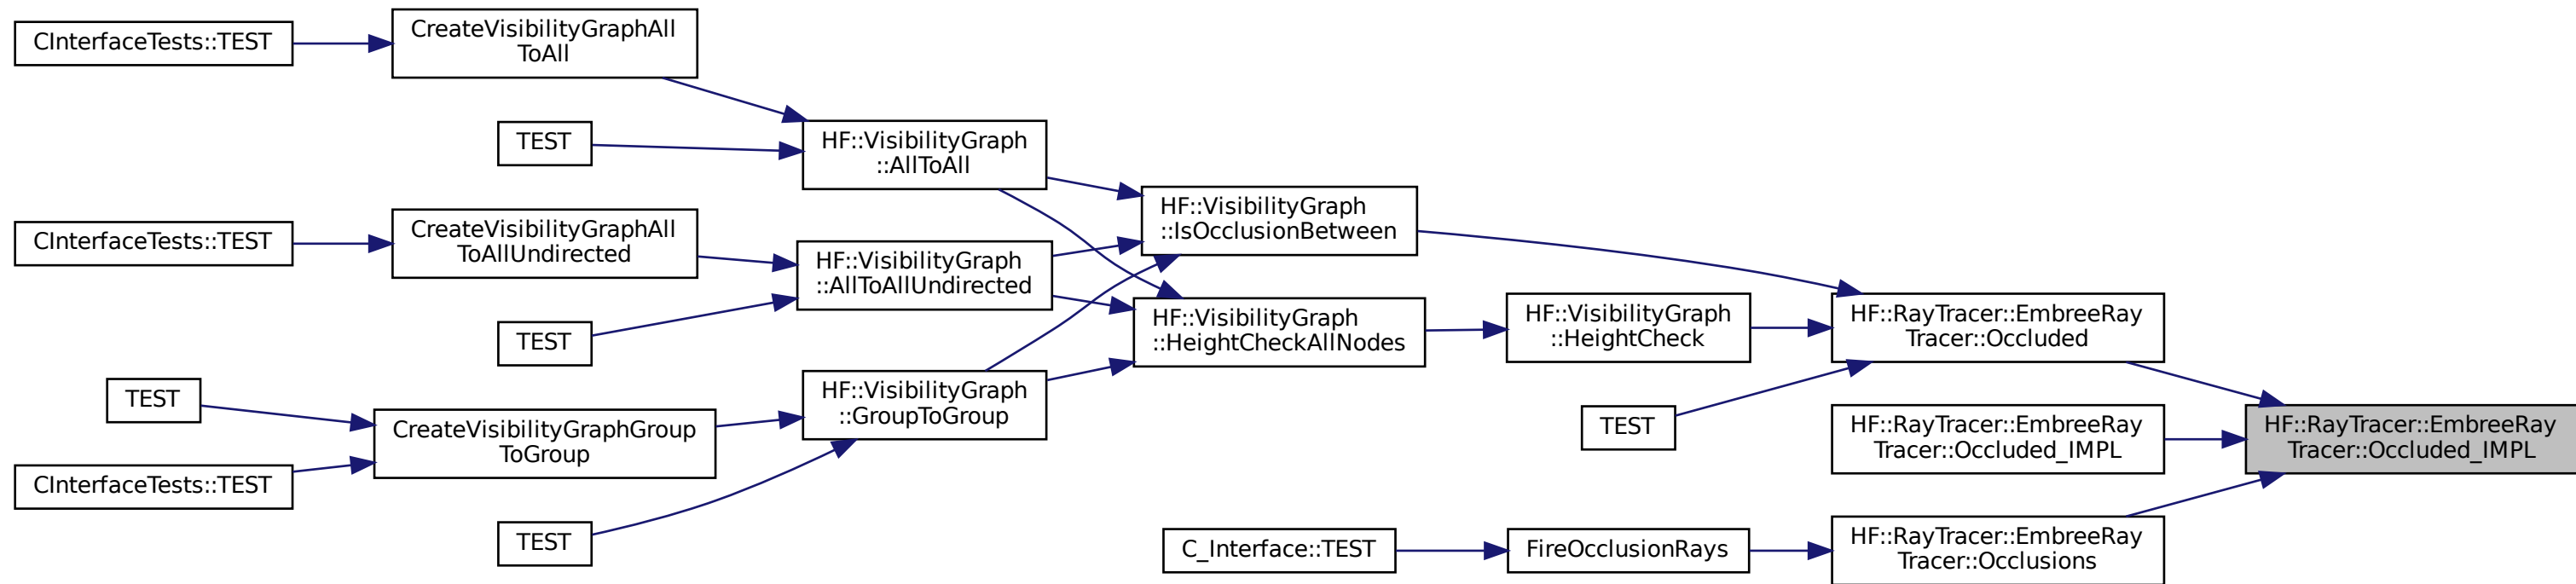 CInterfaceTests::TEST
CreateVisibilityGraphAll
ToAll
TEST
HF::VisibilityGraph
::AllToAll
CInterfaceTests::TEST
CreateVisibilityGraphAll
ToAllUndirected
HF::VisibilityGraph
::AllToAllUndirected
TEST
HF::VisibilityGraph
::IsOcclusionBetween
HF::VisibilityGraph
::HeightCheckAllNodes
HF::VisibilityGraph
::HeightCheck
HF::RayTracer::EmbreeRay
Tracer::Occluded
TEST
CInterfaceTests::TEST
CreateVisibilityGraphGroup
ToGroup
HF::VisibilityGraph
::GroupToGroup
TEST
TEST
HF::RayTracer::EmbreeRay
Tracer::Occluded_IMPL
HF::RayTracer::EmbreeRay
Tracer::Occluded_IMPL
C_Interface::TEST
FireOcclusionRays
HF::RayTracer::EmbreeRay
Tracer::Occlusions